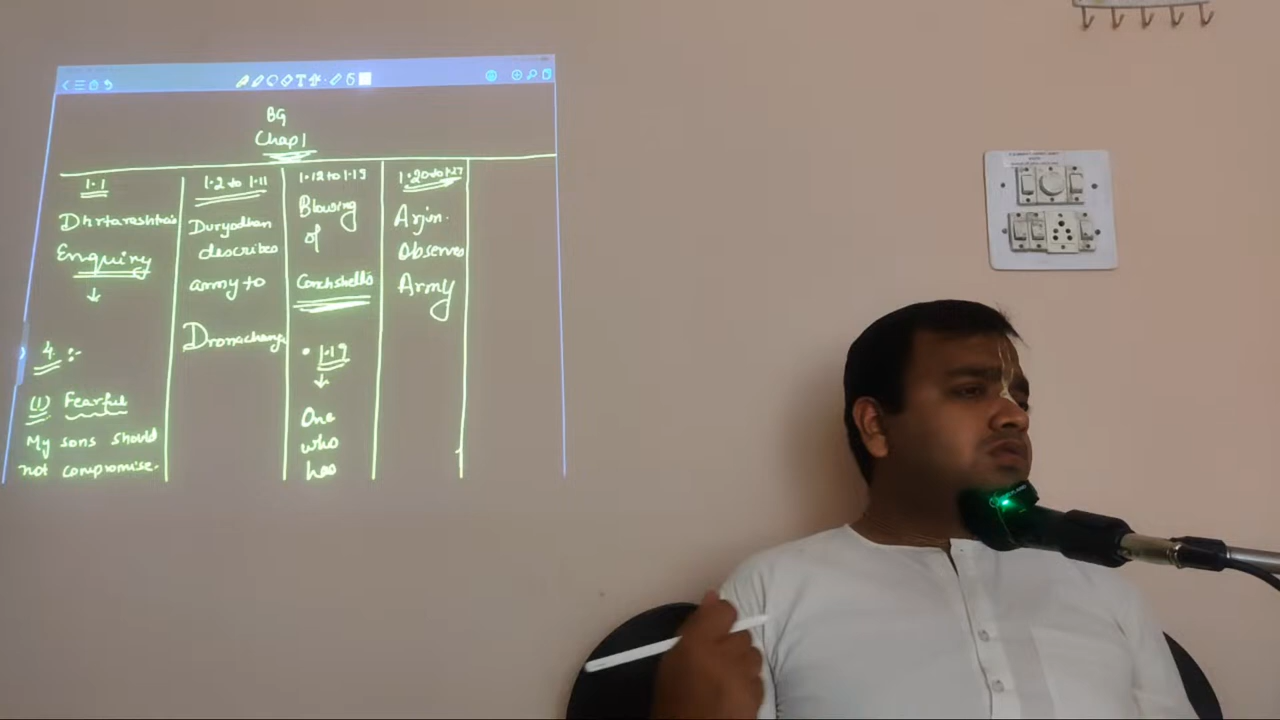 BG
Chap 1
1.1
Dhrtarashtra's
Enquiry
4 :-
(1) Fearful
My sons should
not compromise.
1.2 to 1.11
Duryodhan
describes
army to
Dronacharya
1.12 to 1.19
Blowing
of
Conchshells
• 1.19
One
who
has
1.20 to 1.27
Arjun.
Observes
Army